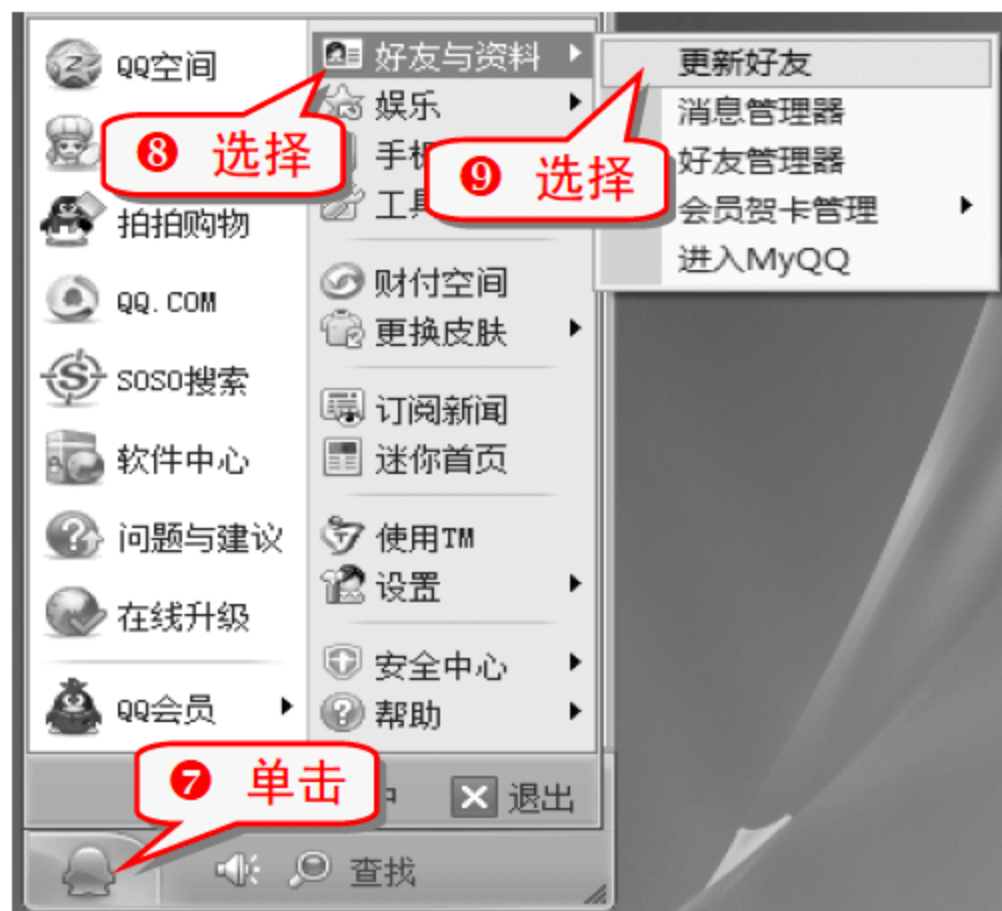 QQ空间
拍拍购物
QQ.COM
SOSO搜索
软件中心
问题与建议
在线升级
QQ会员
好友与资料
娱乐
手
工
财付空间
更换皮肤
订阅新闻
迷你首页
使用TM
设置
安全中心
帮助
更新好友
消息管理器
好友管理器
会员贺卡管理
进入MyQQ
❽ 选择
❾ 选择
❼ 单击
退出
查找